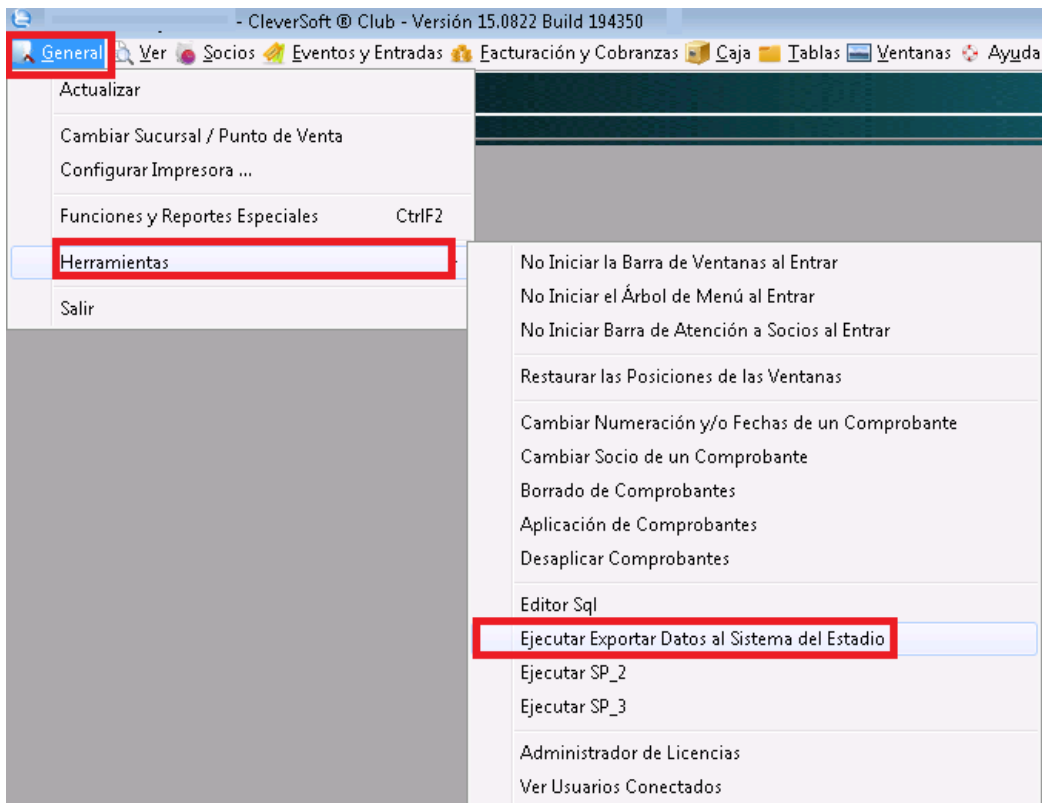 - CleverSoft ® Club - Versión 15.0822 Build 194350
General Ver Socios Eventos y Entradas Facturación y Cobranzas Caja Tablas Ventanas Ayuda
Actualizar
Cambiar Sucursal / Punto de Venta
Configurar Impresora ...
Funciones y Reportes Especiales CtrlF2
Herramientas
Salir
No Iniciar la Barra de Ventanas al Entrar
No Iniciar el Árbol de Menú al Entrar
No Iniciar Barra de Atención a Socios al Entrar
Restaurar las Posiciones de las Ventanas
Cambiar Numeración y/o Fechas de un Comprobante
Cambiar Socio de un Comprobante
Borrado de Comprobantes
Aplicación de Comprobantes
Desaplicar Comprobantes
Editor Sql
Ejecutar Exportar Datos al Sistema del Estadio
Ejecutar SP_2
Ejecutar SP_3
Administrador de Licencias
Ver Usuarios Conectados